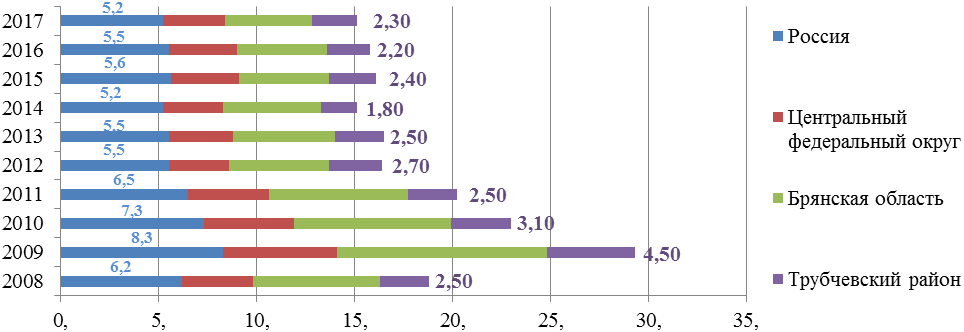 2017 5,2 2,30
2016 5,5 2,20
2015 5,6 2,40
2014 5,2 1,80
2013 5,5 2,50
2012 5,5 2,70
2011 6,5 2,50
2010 7,3 3,10
2009 8,3 4,50
2008 6,2 2,50
0, 5, 10, 15, 20, 25, 30, 35,
Россия
Центральный
федеральный округ
Брянская область
Трубчевский район